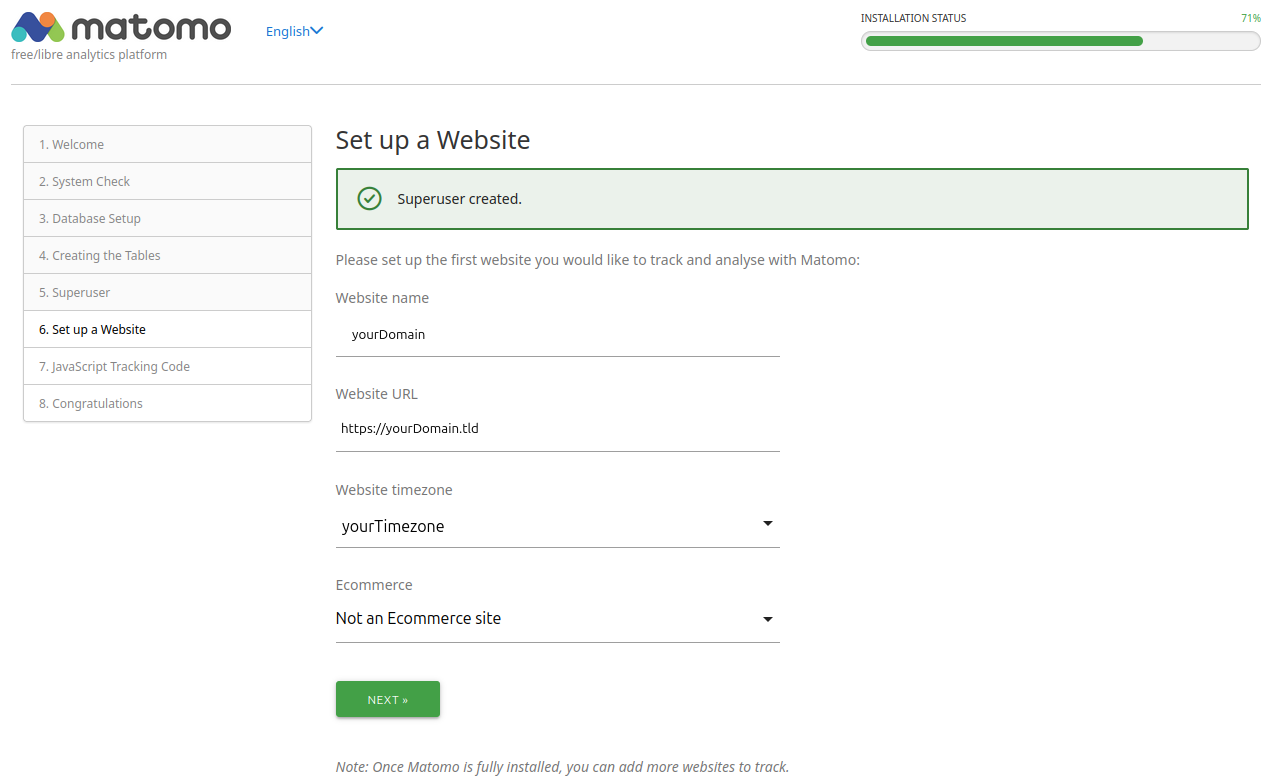 matomo
free/libre analytics platform
English
INSTALLATION STATUS
71%
1. Welcome
2. System Check
3. Database Setup
4. Creating the Tables
5. Superuser
6. Set up a Website
7. JavaScript Tracking Code
8. Congratulations
Set up a Website
Superuser created.
Please set up the first website you would like to track and analyse with Matomo:
Website name
yourDomain
Website URL
https://yourDomain.tld
Website timezone
yourTimezone
Ecommerce
Not an Ecommerce site
NEXT »
Note: Once Matomo is fully installed, you can add more websites to track.